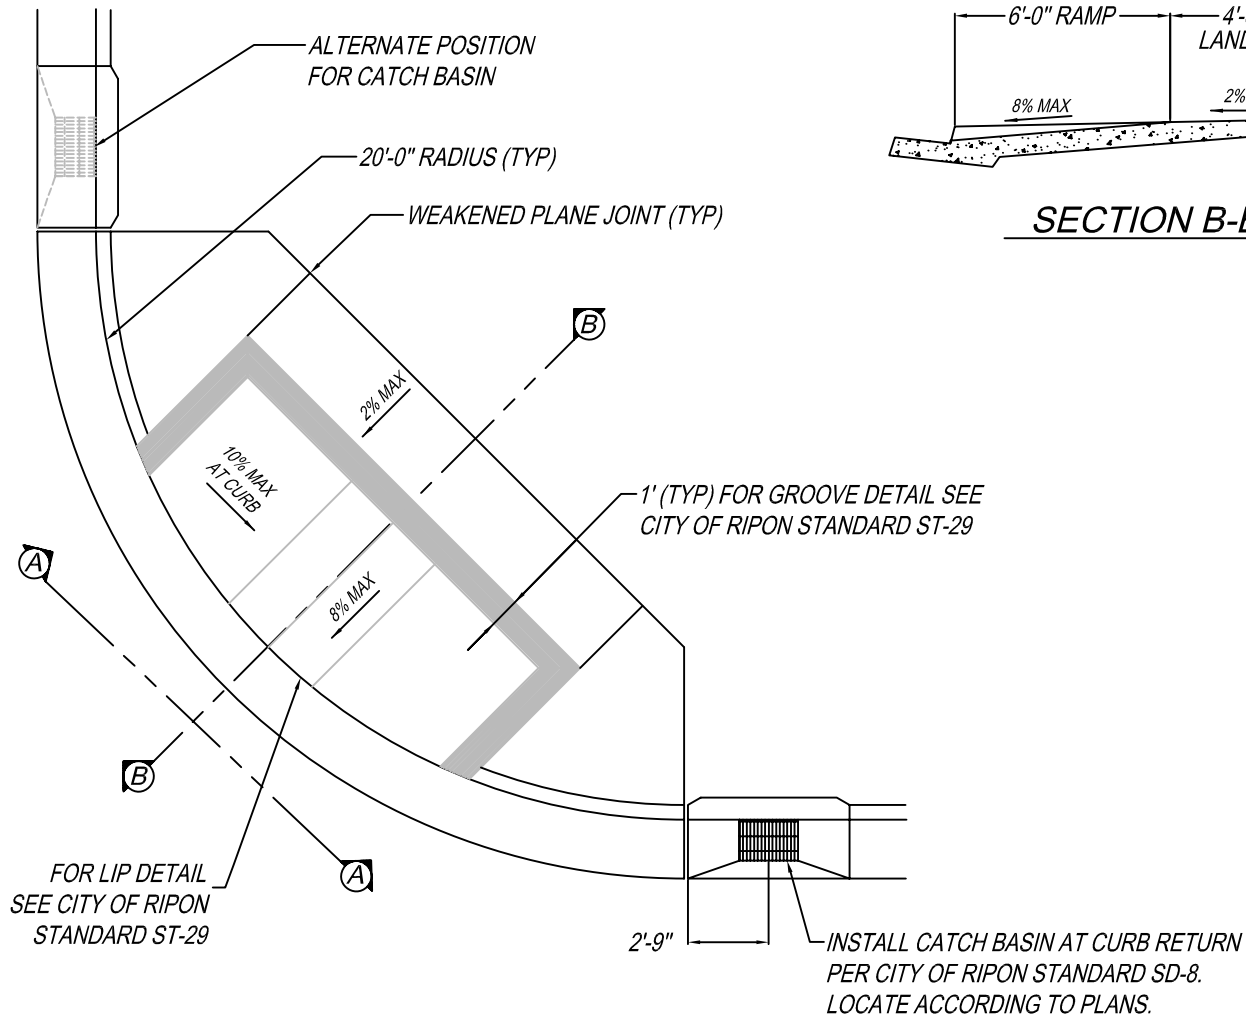 ALTERNATE POSITION
FOR CATCH BASIN
20'-0" RADIUS (TYP)
WEAKENED PLANE JOINT (TYP)
6'-0" RAMP
8% MAX
2%
SECTION B-
B
2% MAX
10% MAX
AT CURB
1' (TYP) FOR GROOVE DETAIL SEE
CITY OF RIPON STANDARD ST-29
A
8% MAX
B
A
FOR LIP DETAIL
SEE CITY OF RIPON
STANDARD ST-29
2'-9"
INSTALL CATCH BASIN AT CURB RETURN
PER CITY OF RIPON STANDARD SD-8.
LOCATE ACCORDING TO PLANS.